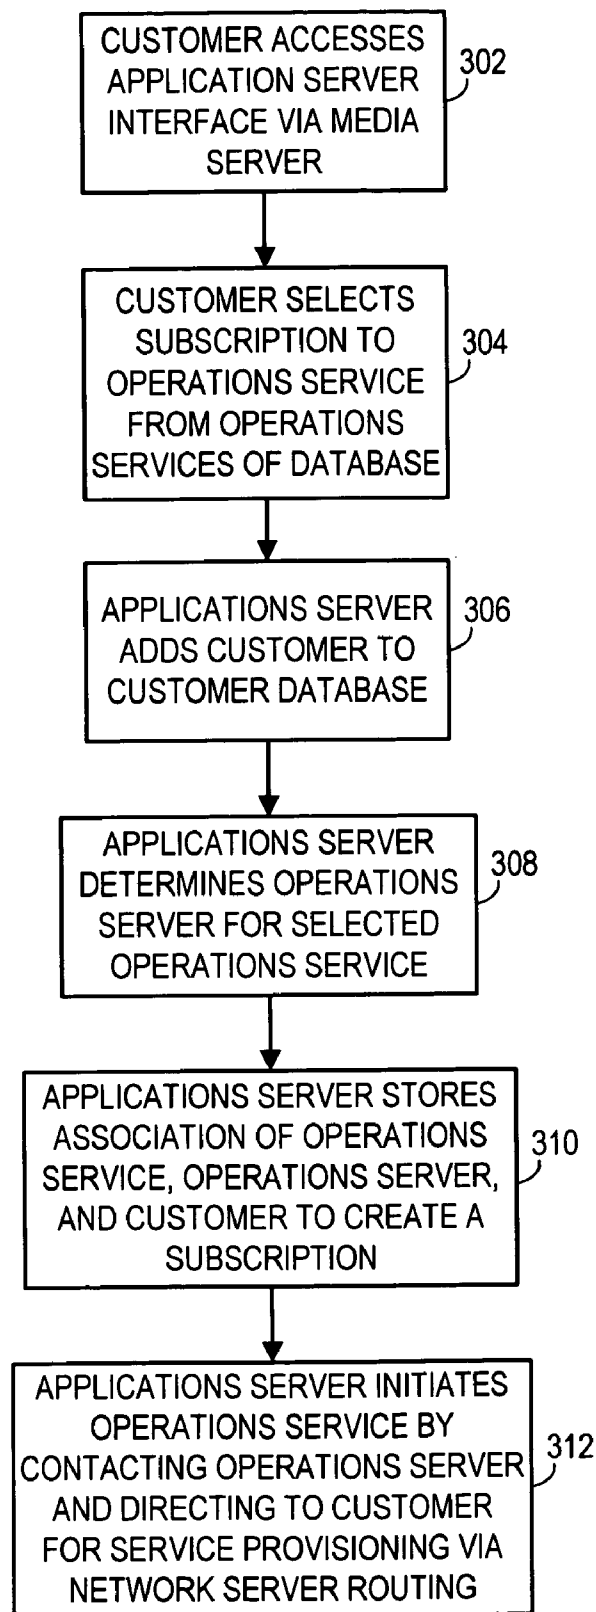 CUSTOMER ACCESSES
APPLICATION SERVER
INTERFACE VIA MEDIA
SERVER
302
CUSTOMER SELECTS
SUBSCRIPTION TO
OPERATIONS SERVICE
FROM OPERATIONS
SERVICES OF DATABASE
304
APPLICATIONS SERVER
ADDS CUSTOMER TO
CUSTOMER DATABASE
306
APPLICATIONS SERVER
DETERMINES OPERATIONS
SERVER FOR SELECTED
OPERATIONS SERVICE
308
APPLICATIONS SERVER STORES
ASSOCIATION OF OPERATIONS
SERVICE, OPERATIONS SERVER,
AND CUSTOMER TO CREATE A
SUBSCRIPTION
310
APPLICATIONS SERVER INITIATES
OPERATIONS SERVICE BY
CONTACTING OPERATIONS SERVER
AND DIRECTING TO CUSTOMER
FOR SERVICE PROVISIONING VIA
NETWORK SERVER ROUTING
312